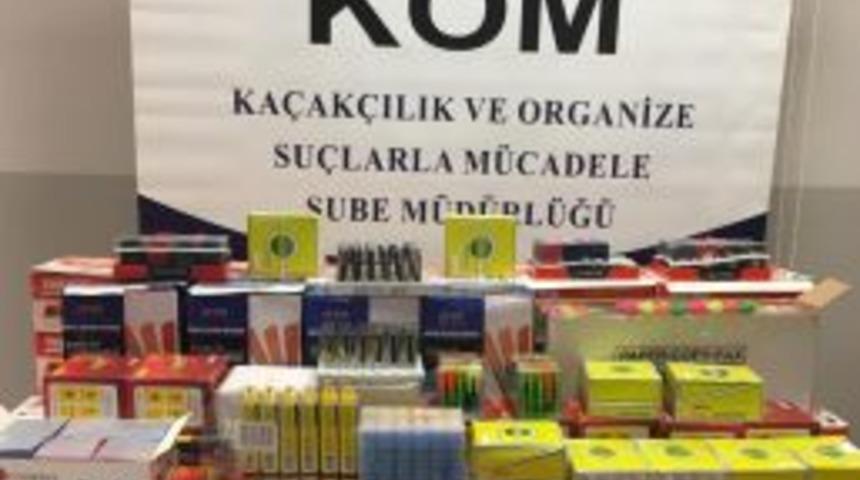 KOM
KAÇAKÇILIK VE ORGANİZE
SUÇLARLA MÜCADELE
ŞUBE MÜDÜRLÜĞÜ